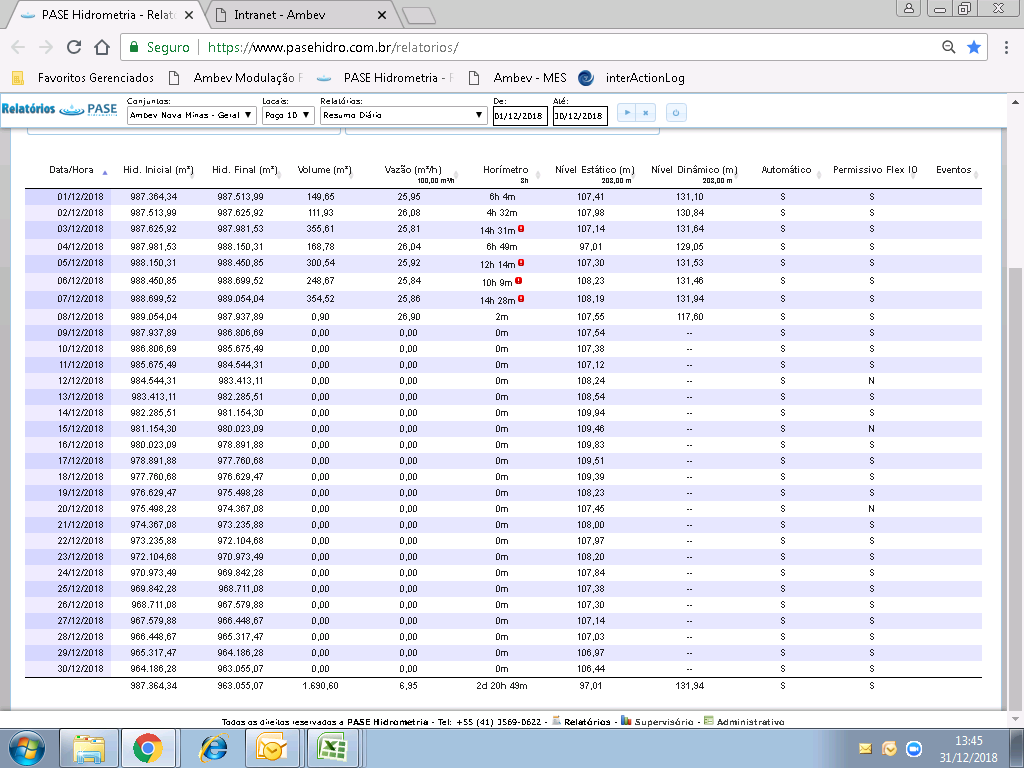 PASE Hidrometria - Relat
Intranet - Ambev
Seguro
https://www.pasehidro.com.br/relatorios/
Favoritos Gerenciados Ambev Modulação F PASE Hidrometria - F Ambev - MES interActionLog
Relatórios PASE
Conjuntos: Locais: Relatórios: De: Até:
Ambev Nova Minas - Geral Poço 10 Resumo Diário 01/12/2018 30/12/2018
Data/Hora Hid. Inicial (m³) Hid. Final (m³) Volume (m³) Vazão (m³/h) Horímetro Nível Estático (m) Nível Dinâmico (m) Automático Permissivo Flex IO Eventos
100,00 m³/h 8h 208,00 m 208,00 m
01/12/2018 987.364,34 987.513,99 149,65 25,95 6h 4m 107,41 131,10 S S
02/12/2018 987.513,99 987.625,92 111,93 26,08 4h 32m 107,98 130,84 S S
03/12/2018 987.625,92 987.981,53 355,61 25,81 14h 31m 107,14 131,64 S S
04/12/2018 987.981,53 988.150,31 168,78 26,04 6h 49m 97,01 129,05 S S
05/12/2018 988.150,31 988.450,85 300,54 25,92 12h 14m 107,30 131,53 S S
06/12/2018 988.450,85 988.699,52 248,67 25,84 10h 9m 108,23 131,46 S S
07/12/2018 988.699,52 989.054,04 354,52 25,86 14h 28m 108,19 131,94 S S
08/12/2018 989.054,04 987.937,89 0,90 26,90 2m 107,55 117,60 S S
09/12/2018 987.937,89 986.806,69 0,00 0,00 0m 107,54 -- S S
10/12/2018 986.806,69 985.675,49 0,00 0,00 0m 107,38 -- S S
11/12/2018 985.675,49 984.544,31 0,00 0,00 0m 107,12 -- S S
12/12/2018 984.544,31 983.413,11 0,00 0,00 0m 108,24 -- S N
13/12/2018 983.413,11 982.285,51 0,00 0,00 0m 108,54 -- S S
14/12/2018 982.285,51 981.154,30 0,00 0,00 0m 109,94 -- S S
15/12/2018 981.154,30 980.023,09 0,00 0,00 0m 109,46 -- S N
16/12/2018 980.023,09 978.891,88 0,00 0,00 0m 109,83 -- S S
17/12/2018 978.891,88 977.760,68 0,00 0,00 0m 109,51 -- S S
18/12/2018 977.760,68 976.629,47 0,00 0,00 0m 109,39 -- S S
19/12/2018 976.629,47 975.498,28 0,00 0,00 0m 108,23 -- S S
20/12/2018 975.498,28 974.367,08 0,00 0,00 0m 107,45 -- S N
21/12/2018 974.367,08 973.235,88 0,00 0,00 0m 108,00 -- S S
22/12/2018 973.235,88 972.104,68 0,00 0,00 0m 107,97 -- S S
23/12/2018 972.104,68 970.973,49 0,00 0,00 0m 108,20 -- S S
24/12/2018 970.973,49 969.842,28 0,00 0,00 0m 107,84 -- S S
25/12/2018 969.842,28 968.711,08 0,00 0,00 0m 107,38 -- S S
26/12/2018 968.711,08 967.579,88 0,00 0,00 0m 107,30 -- S S
27/12/2018 967.579,88 966.448,67 0,00 0,00 0m 107,14 -- S S
28/12/2018 966.448,67 965.317,47 0,00 0,00 0m 107,03 -- S S
29/12/2018 965.317,47 964.186,28 0,00 0,00 0m 106,97 -- S S
30/12/2018 964.186,28 963.055,07 0,00 0,00 0m 106,44 -- S S
987.364,34 963.055,07 1.690,60 6,95 2d 20h 49m 97,01 131,94 S S
Todos os direitos reservados a PASE Hidrometria - Tel: +55 (41) 3569-0622 - Relatórios - Supervisório - Administrativo
13:45
31/12/2018